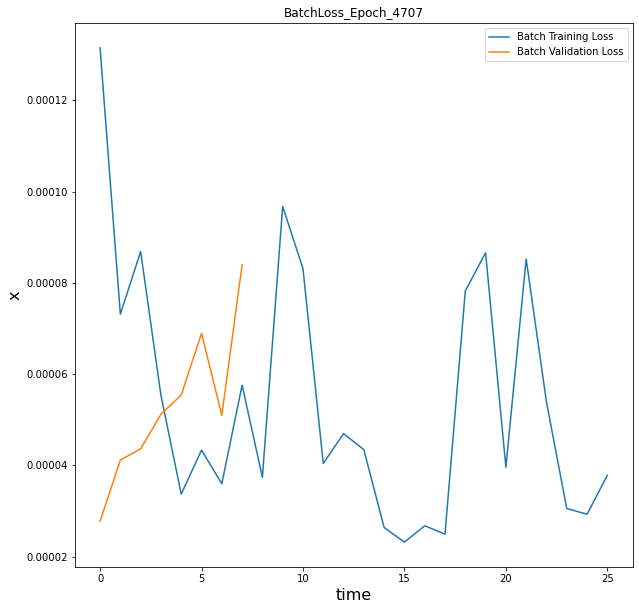 BatchLoss_Epoch_4707
Batch Training Loss
Batch Validation Loss
0.00012
0.00010
0.00008
0.00006
0.00004
0.00002
x
0 5 10 15 20 25
time